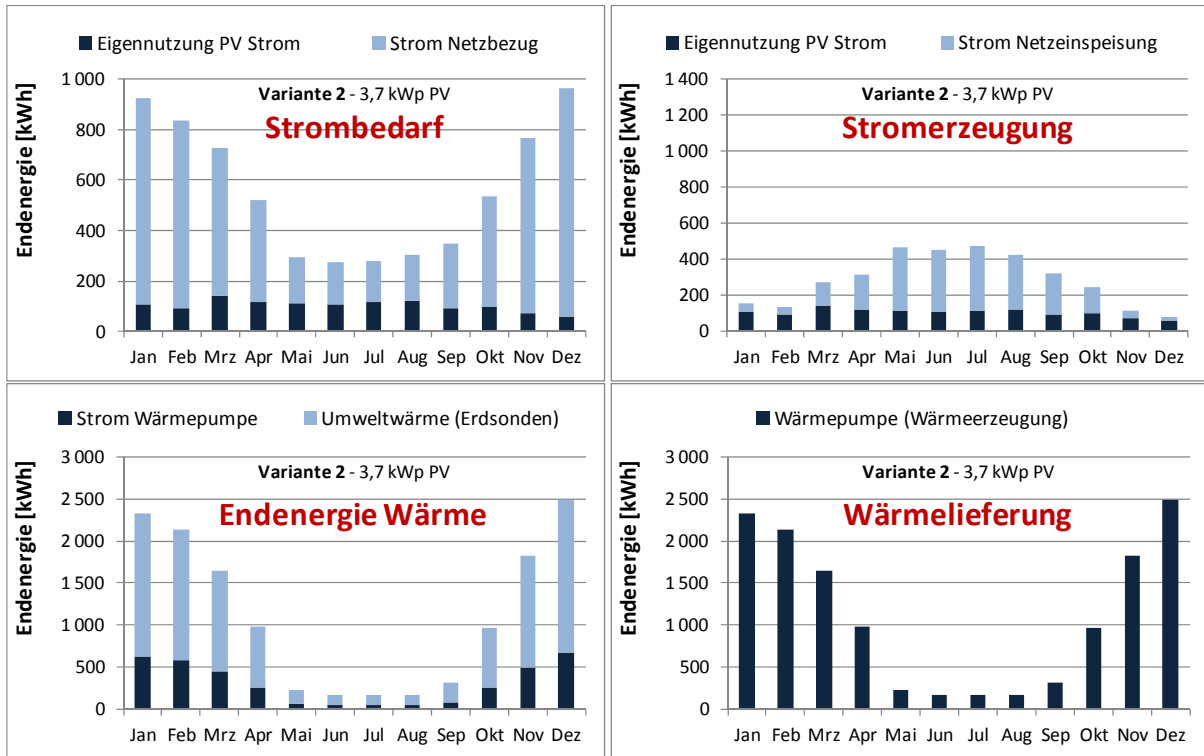 Eigennutzung PV Strom Strom Netzbezug
Variante 2 - 3,7 kWp PV
Strombedarf
Endenergie [kWh]
1 000
800
600
400
200
0
Jan Feb Mrz Apr Mai Jun Jul Aug Sep Okt Nov Dez
Eigennutzung PV Strom Strom Netzeinspeisung
Variante 2 - 3,7 kWp PV
Stromerzeugung
Endenergie [kWh]
1 400
1 200
1 000
800
600
400
200
0
Jan Feb Mrz Apr Mai Jun Jul Aug Sep Okt Nov Dez
Strom Wärmepumpe Umweltwärme (Erdsonden)
Variante 2 - 3,7 kWp PV
Endenergie Wärme
Endenergie [kWh]
3 000
2 500
2 000
1 500
1 000
500
0
Jan Feb Mrz Apr Mai Jun Jul Aug Sep Okt Nov Dez
Wärmepumpe (Wärmeerzeugung)
Variante 2 - 3,7 kWp PV
Wärmelieferung
Endenergie [kWh]
3 000
2 500
2 000
1 500
1 000
500
0
Jan Feb Mrz Apr Mai Jun Jul Aug Sep Okt Nov Dez